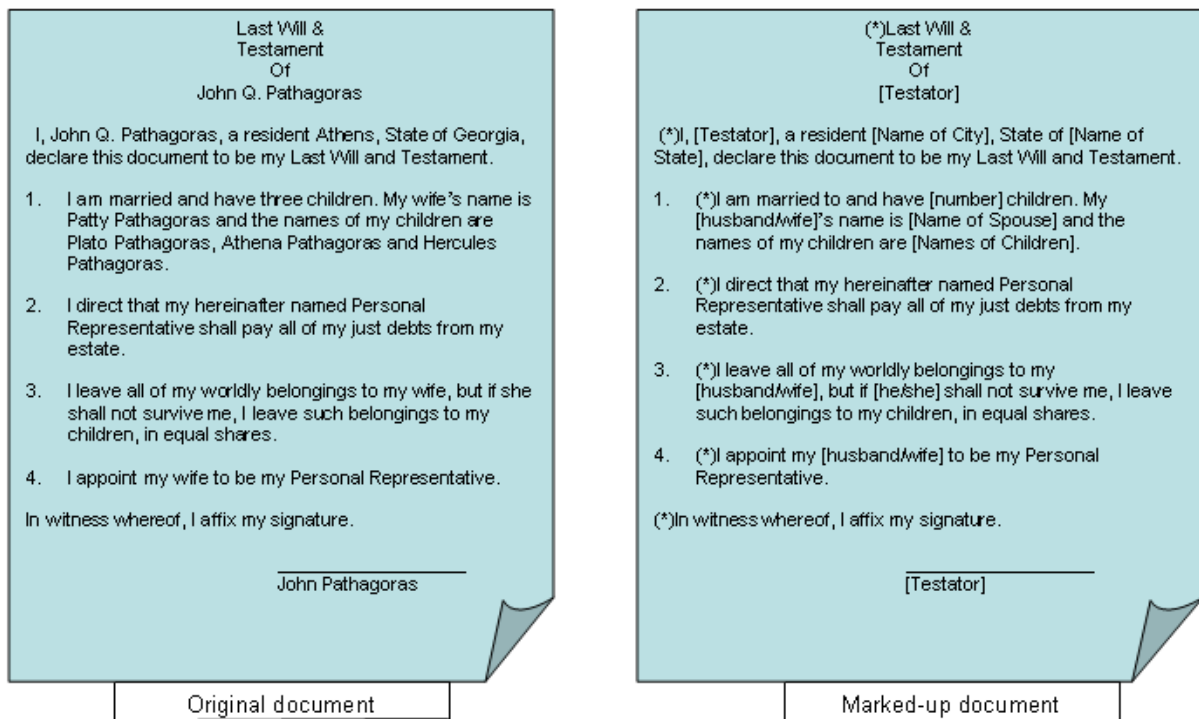 Last Will &
Testament
Of
John Q. Pathagoras
I, John Q. Pathagoras, a resident Athens, State of Georgia,
declare this document to be my Last Will and Testament.
1. I am married and have three children. My wife's name is
Patty Pathagoras and the names of my children are
Plato Pathagoras, Athena Pathagoras and Hercules
Pathagoras.
2. I direct that my hereinafter named Personal
Representative shall pay all of my just debts from my
estate.
3. I leave all of my worldly belongings to my wife, but if she
shall not survive me, I leave such belongings to my
children, in equal shares.
4. I appoint my wife to be my Personal Representative.
In witness whereof, I affix my signature.
John Pathagoras
Original document
(*)Last Will &
Testament
Of
[Testator]
(*)I, [Testator], a resident [Name of City], State of [Name of
State], declare this document to be my Last Will and Testament.
1. (*)I am married to and have [number] children. My
[husband/wife]'s name is [Name of Spouse] and the
names of my children are [Names of Children].
2. (*)I direct that my hereinafter named Personal
Representative shall pay all of my just debts from my
estate.
3. (*)I leave all of my worldly belongings to my
[husband/wife], but if [he/she] shall not survive me, I leave
such belongings to my children, in equal shares.
4. (*)I appoint my [husband/wife] to be my Personal
Representative.
(*)In witness whereof, I affix my signature.
[Testator]
Marked-up document